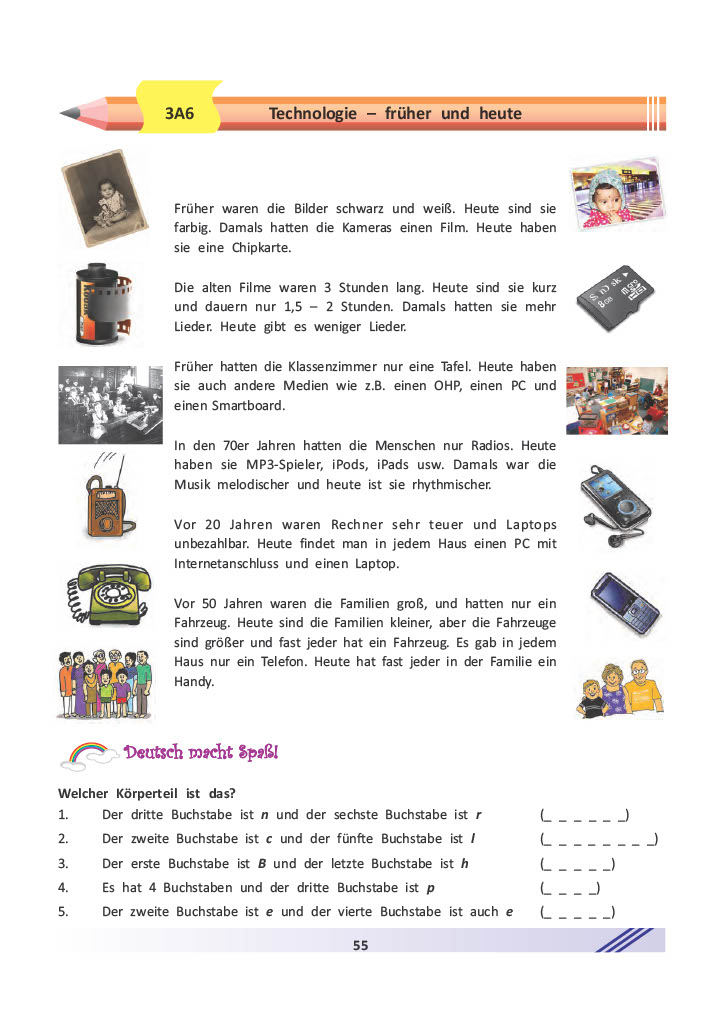 3A6
Technologie – früher und heute
Früher waren die Bilder schwarz und weiß. Heute sind sie
farbig. Damals hatten die Kameras einen Film. Heute haben
sie eine Chipkarte.
Die alten Filme waren 3 Stunden lang. Heute sind sie kurz
und dauern nur 1,5 – 2 Stunden. Damals hatten sie mehr
Lieder. Heute gibt es weniger Lieder.
Früher hatten die Klassenzimmer nur eine Tafel. Heute haben
sie auch andere Medien wie z.B. einen OHP, einen PC und
einen Smartboard.
In den 70er Jahren hatten die Menschen nur Radios. Heute
haben sie MP3-Spieler, iPods, iPads usw. Damals war die
Musik melodischer und heute ist sie rhythmischer.
Vor 20 Jahren waren Rechner sehr teuer und Laptops
unbezahlbar. Heute findet man in jedem Haus einen PC mit
Internetanschluss und einen Laptop.
Vor 50 Jahren waren die Familien groß, und hatten nur ein
Fahrzeug. Heute sind die Familien kleiner, aber die Fahrzeuge
sind größer und fast jeder hat ein Fahrzeug. Es gab in jedem
Haus nur ein Telefon. Heute hat fast jeder in der Familie ein
Handy.
8GB
Deutsch macht Spaß!
Welcher Körperteil ist das?
1. Der dritte Buchstabe ist n und der sechste Buchstabe ist r (_ _ _ _ _ _)
2. Der zweite Buchstabe ist c und der fünfte Buchstabe ist l (_ _ _ _ _ _ _ _)
3. Der erste Buchstabe ist B und der letzte Buchstabe ist h (_ _ _ _ _)
4. Es hat 4 Buchstaben und der dritte Buchstabe ist p (_ _ _ _)
5. Der zweite Buchstabe ist e und der vierte Buchstabe ist auch e (_ _ _ _ _)
55